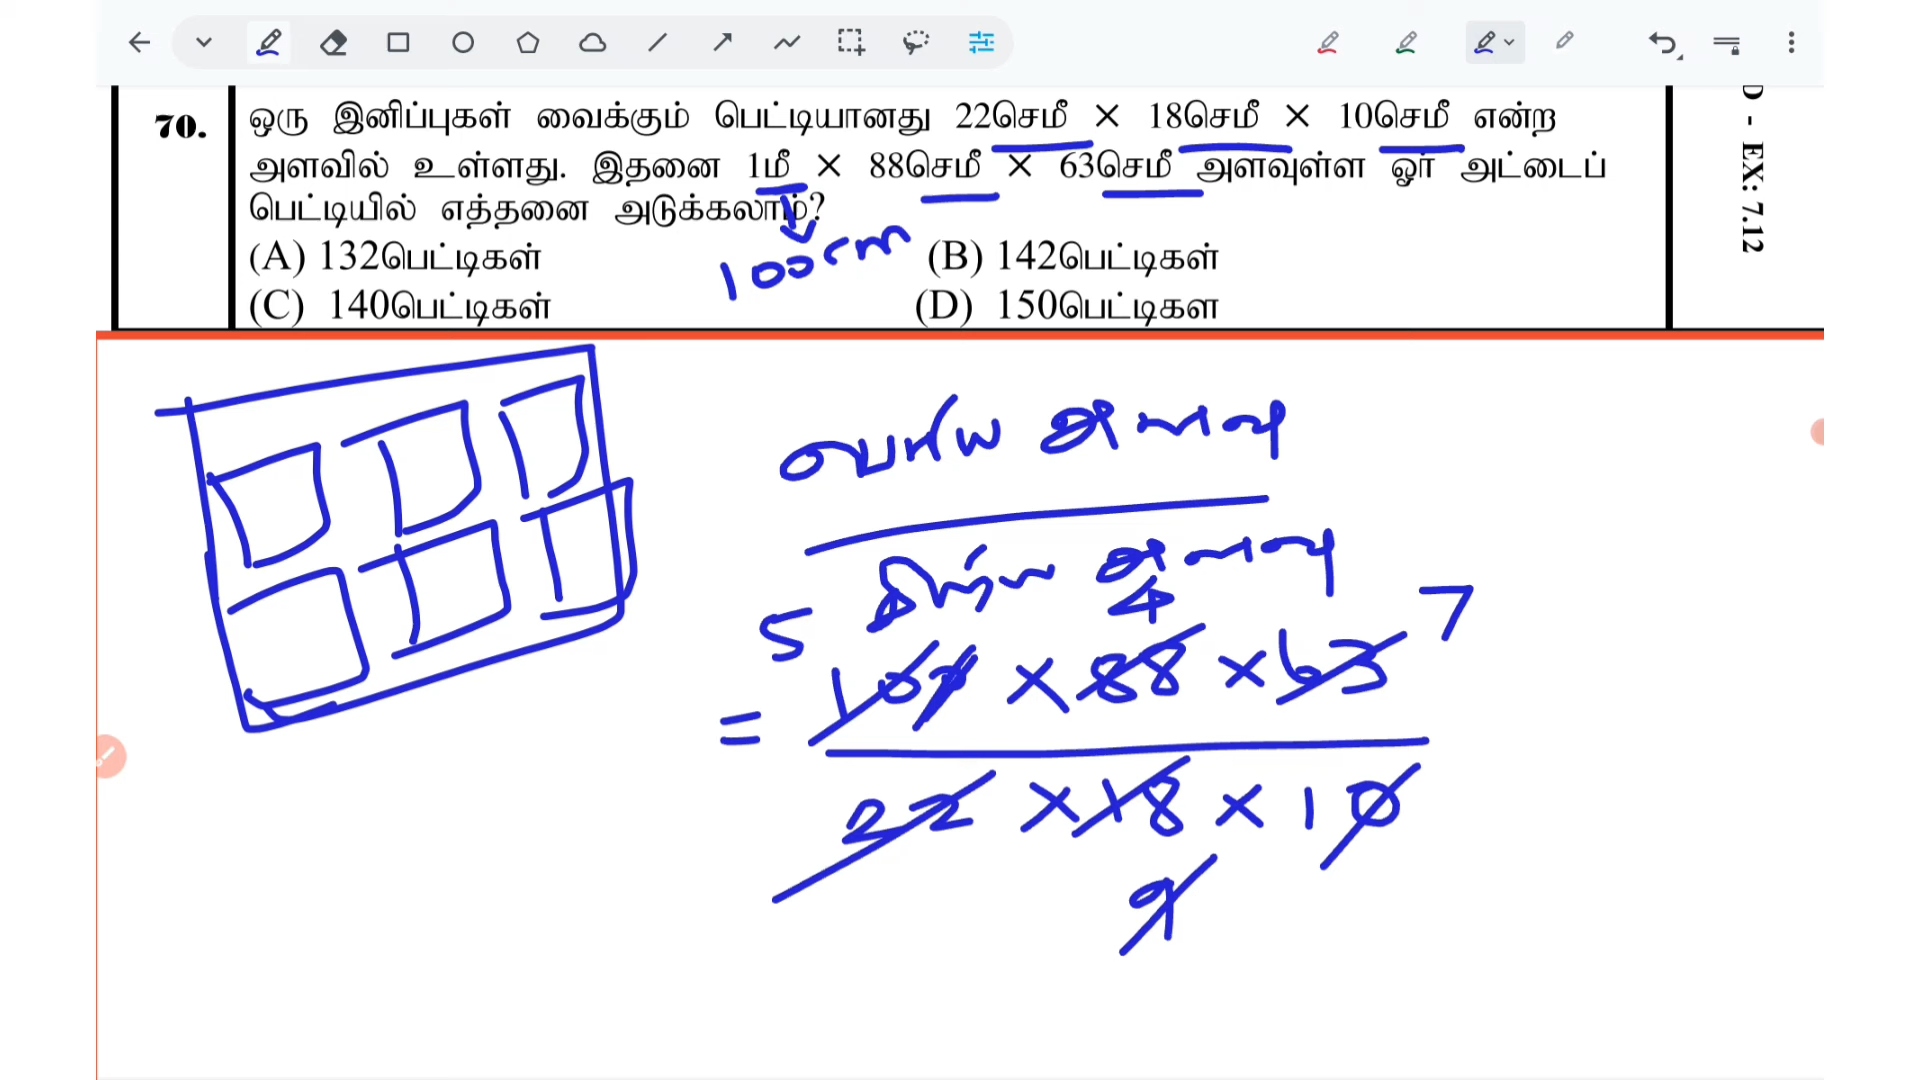 70. ஒரு இனிப்புகள் வைக்கும் பெட்டியானது 22செமீ × 18செமீ × 10செமீ என்ற
அளவில் உள்ளது. இதனை 1மீ × 88செமீ × 63செமீ அளவுள்ள ஓர் அட்டைப்
பெட்டியில் எத்தனை அடுக்கலாம்?
100cm
(A) 132பெட்டிகள் (B) 142பெட்டிகள்
(C) 140பெட்டிகள் (D) 150பெட்டிகள
D - EX: 7.12
பெரிய அளவு
சிறிய அளவு
5 4 7
= 100 × 88 × 63
22 × 18 × 10
9